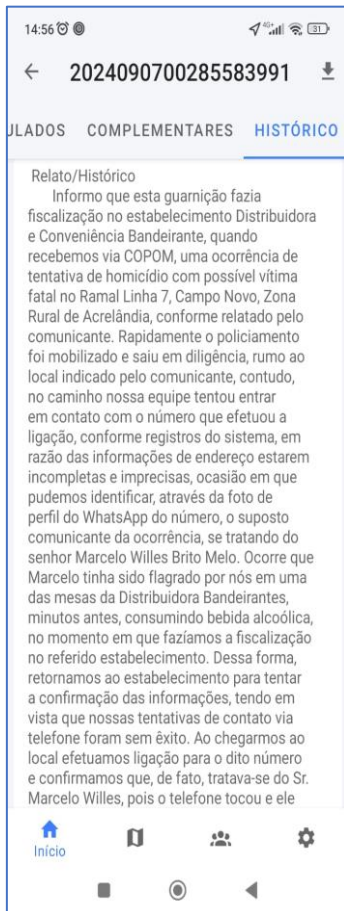 14:56
4G+
31
2024090700285583991
ULADOS COMPLEMENTARES HISTÓRICO
Relato/Histórico
Informo que esta guarnição fazia
fiscalização no estabelecimento Distribuidora
e Conveniência Bandeirante, quando
recebemos via COPOM, uma ocorrência de
tentativa de homicídio com possível vítima
fatal no Ramal Linha 7, Campo Novo, Zona
Rural de Acrelândia, conforme relatado pelo
comunicante. Rapidamente o policiamento
foi mobilizado e saiu em diligência, rumo ao
local indicado pelo comunicante, contudo,
no caminho nossa equipe tentou entrar
em contato com o número que efetuou a
ligação, conforme registros do sistema, em
razão das informações de endereço estarem
incompletas e imprecisas, ocasião em que
pudemos identificar, através da foto de
perfil do WhatsApp do número, o suposto
comunicante da ocorrência, se tratando do
senhor Marcelo Willes Brito Melo. Ocorre que
Marcelo tinha sido flagrado por nós em uma
das mesas da Distribuidora Bandeirantes,
minutos antes, consumindo bebida alcoólica,
no momento em que fazíamos a fiscalização
no referido estabelecimento. Dessa forma,
retornamos ao estabelecimento para tentar
a confirmação das informações, tendo em
vista que nossas tentativas de contato via
telefone foram sem êxito. Ao chegarmos ao
local efetuamos ligação para o dito número
e confirmamos que, de fato, tratava-se do Sr.
Marcelo Willes, pois o telefone tocou e ele
Início